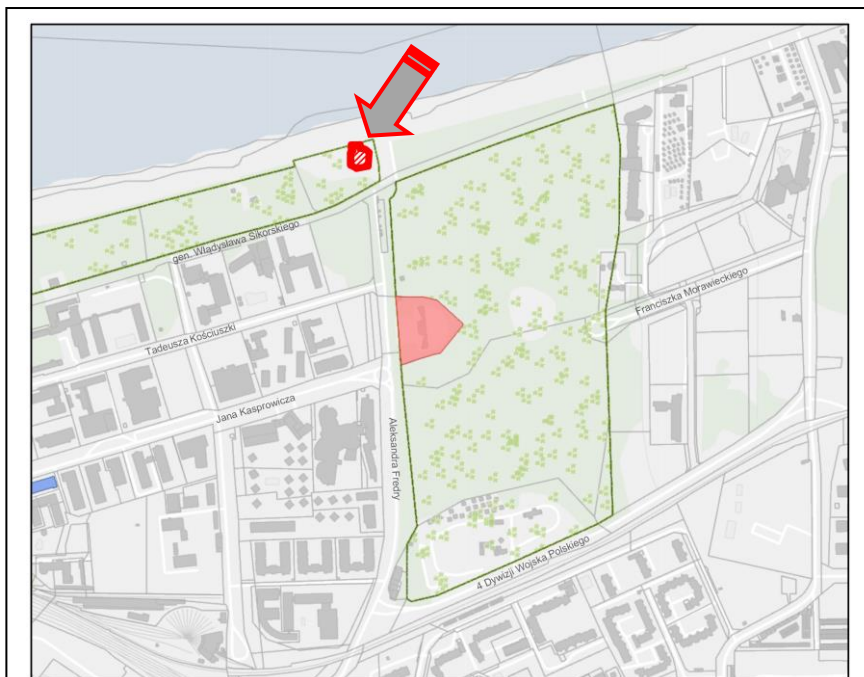 gen. Władysława Sikorskiego
Franciszka Morawieckiego
Tadeusza Kościuszki
Jana Kasprowicza
Aleksandra Fredry
4 Dywizji Wojska Polskiego